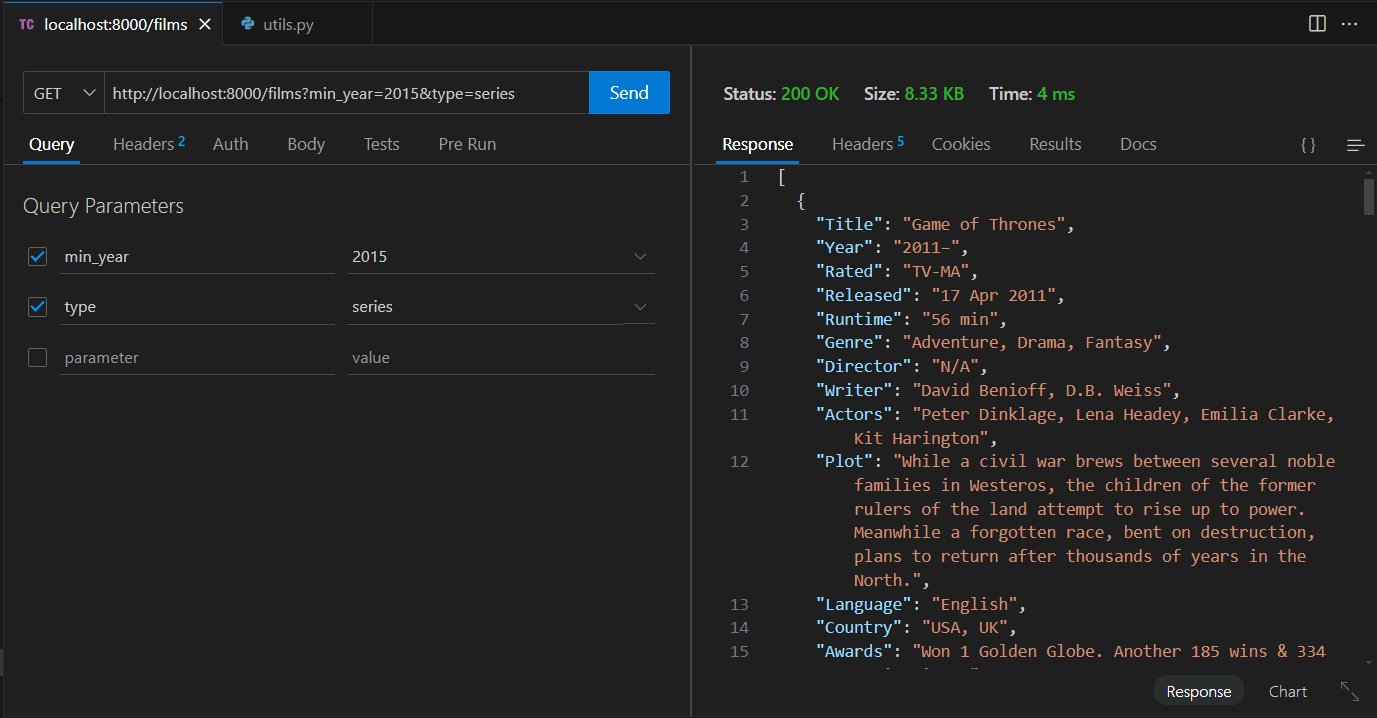 TC localhost:8000/films
utils.py
GET http://localhost:8000/films?min_year=2015&type=series Send
Query Headers 2 Auth Body Tests Pre Run
Query Parameters
min_year 2015
type series
parameter value
Status: 200 OK Size: 8.33 KB Time: 4 ms
Response Headers 5 Cookies Results Docs { }
1 [
2 {
3 "Title": "Game of Thrones",
4 "Year": "2011–",
5 "Rated": "TV-MA",
6 "Released": "17 Apr 2011",
7 "Runtime": "56 min",
8 "Genre": "Adventure, Drama, Fantasy",
9 "Director": "N/A",
10 "Writer": "David Benioff, D.B. Weiss",
11 "Actors": "Peter Dinklage, Lena Headey, Emilia Clarke,
Kit Harington",
12 "Plot": "While a civil war brews between several noble
families in Westeros, the children of the former
rulers of the land attempt to rise up to power.
Meanwhile a forgotten race, bent on destruction,
plans to return after thousands of years in the
North.",
13 "Language": "English",
14 "Country": "USA, UK",
15 "Awards": "Won 1 Golden Globe. Another 185 wins & 334
Response Chart